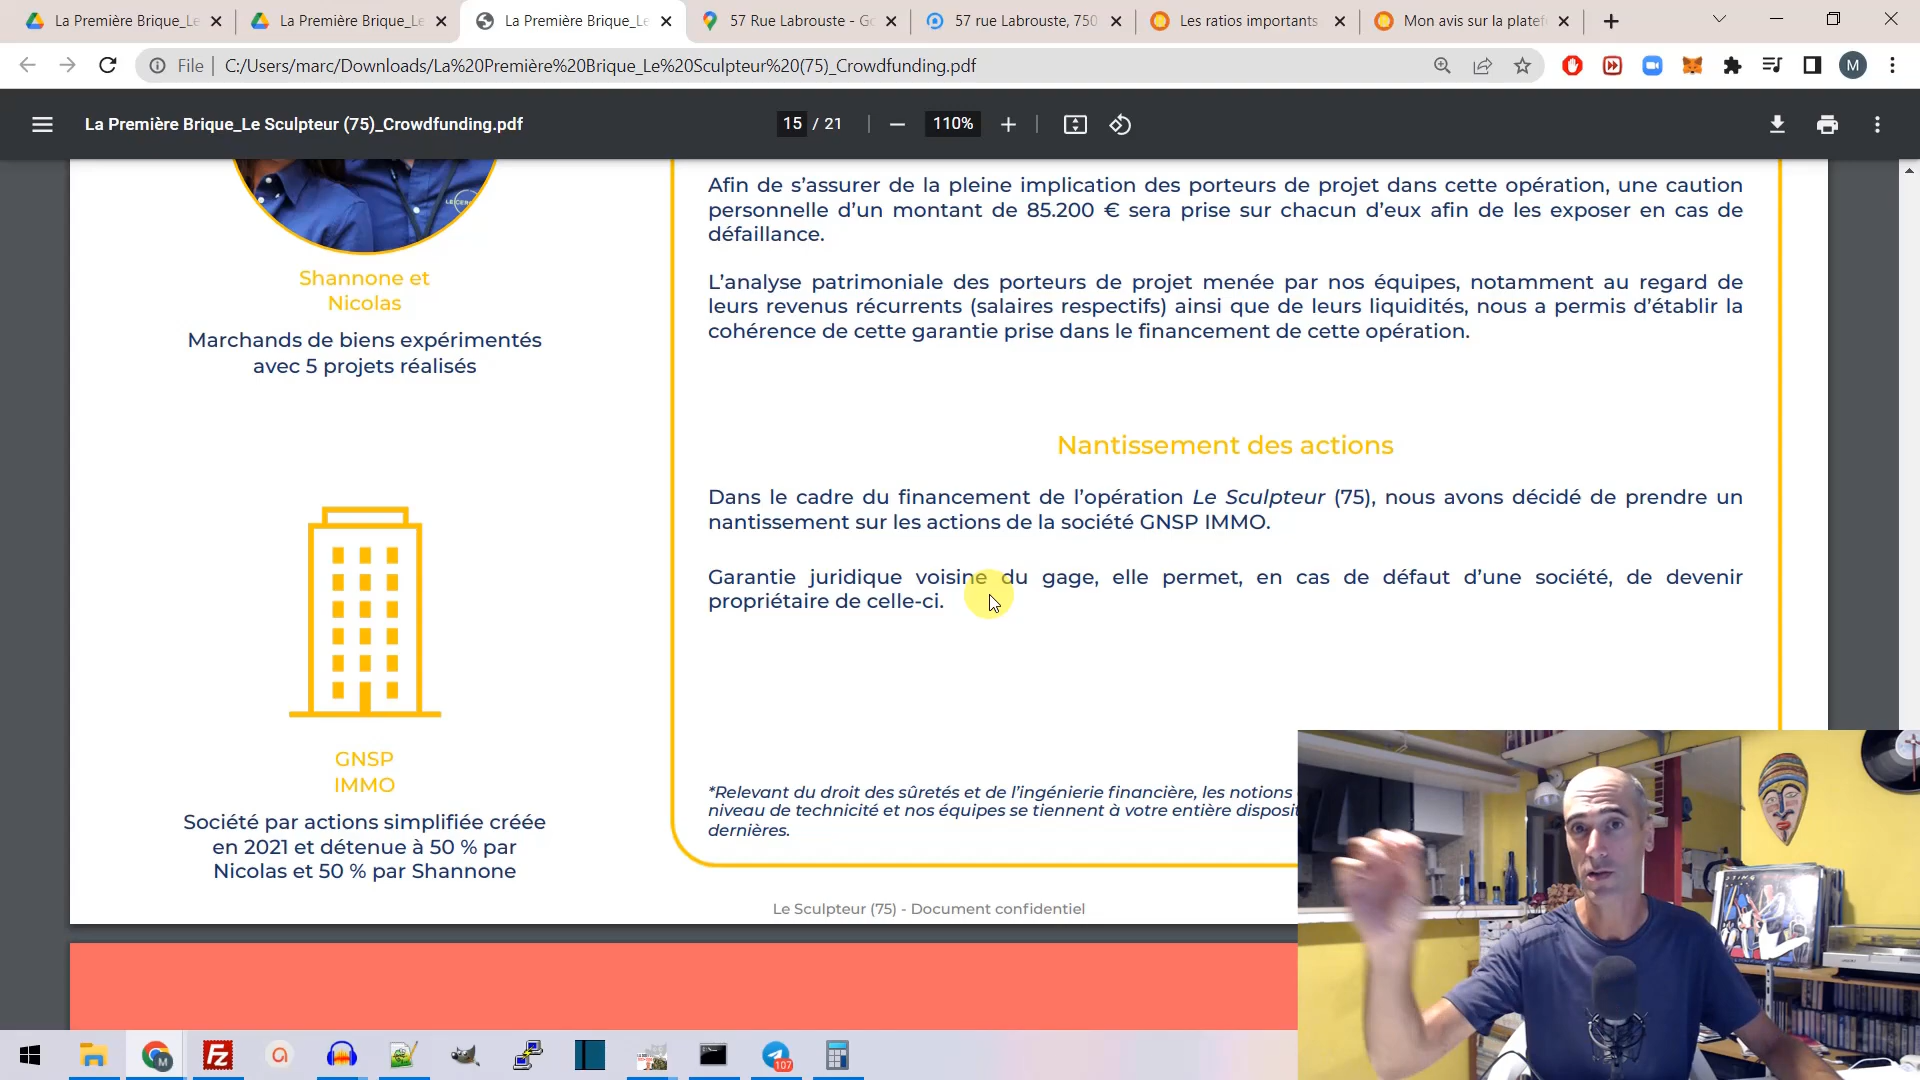 La Première Brique_Le
La Première Brique_Le
La Première Brique_Le
57 Rue Labrouste - Go
57 rue Labrouste, 750
Les ratios importants
Mon avis sur la platef
File
C:/Users/marc/Downloads/La%20Première%20Brique_Le%20Sculpteur%20(75)_Crowdfunding.pdf
M
La Première Brique_Le Sculpteur (75)_Crowdfunding.pdf
15 / 21
110%
Afin de s’assurer de la pleine implication des porteurs de projet dans cette opération, une caution
personnelle d’un montant de 85.200 € sera prise sur chacun d’eux afin de les exposer en cas de
défaillance.
L’analyse patrimoniale des porteurs de projet menée par nos équipes, notamment au regard de
leurs revenus récurrents (salaires respectifs) ainsi que de leurs liquidités, nous a permis d’établir la
cohérence de cette garantie prise dans le financement de cette opération.
Shannone et
Nicolas
Marchands de biens expérimentés
avec 5 projets réalisés
Nantissement des actions
Dans le cadre du financement de l’opération Le Sculpteur (75), nous avons décidé de prendre un
nantissement sur les actions de la société GNSP IMMO.
Garantie juridique voisine du gage, elle permet, en cas de défaut d’une société, de devenir
propriétaire de celle-ci.
GNSP
IMMO
Société par actions simplifiée créée
en 2021 et détenue à 50 % par
Nicolas et 50 % par Shannone
*Relevant du droit des sûretés et de l’ingénierie financière, les notions
niveau de technicité et nos équipes se tiennent à votre entière disposit
dernières.
Le Sculpteur (75) - Document confidentiel
STING
107